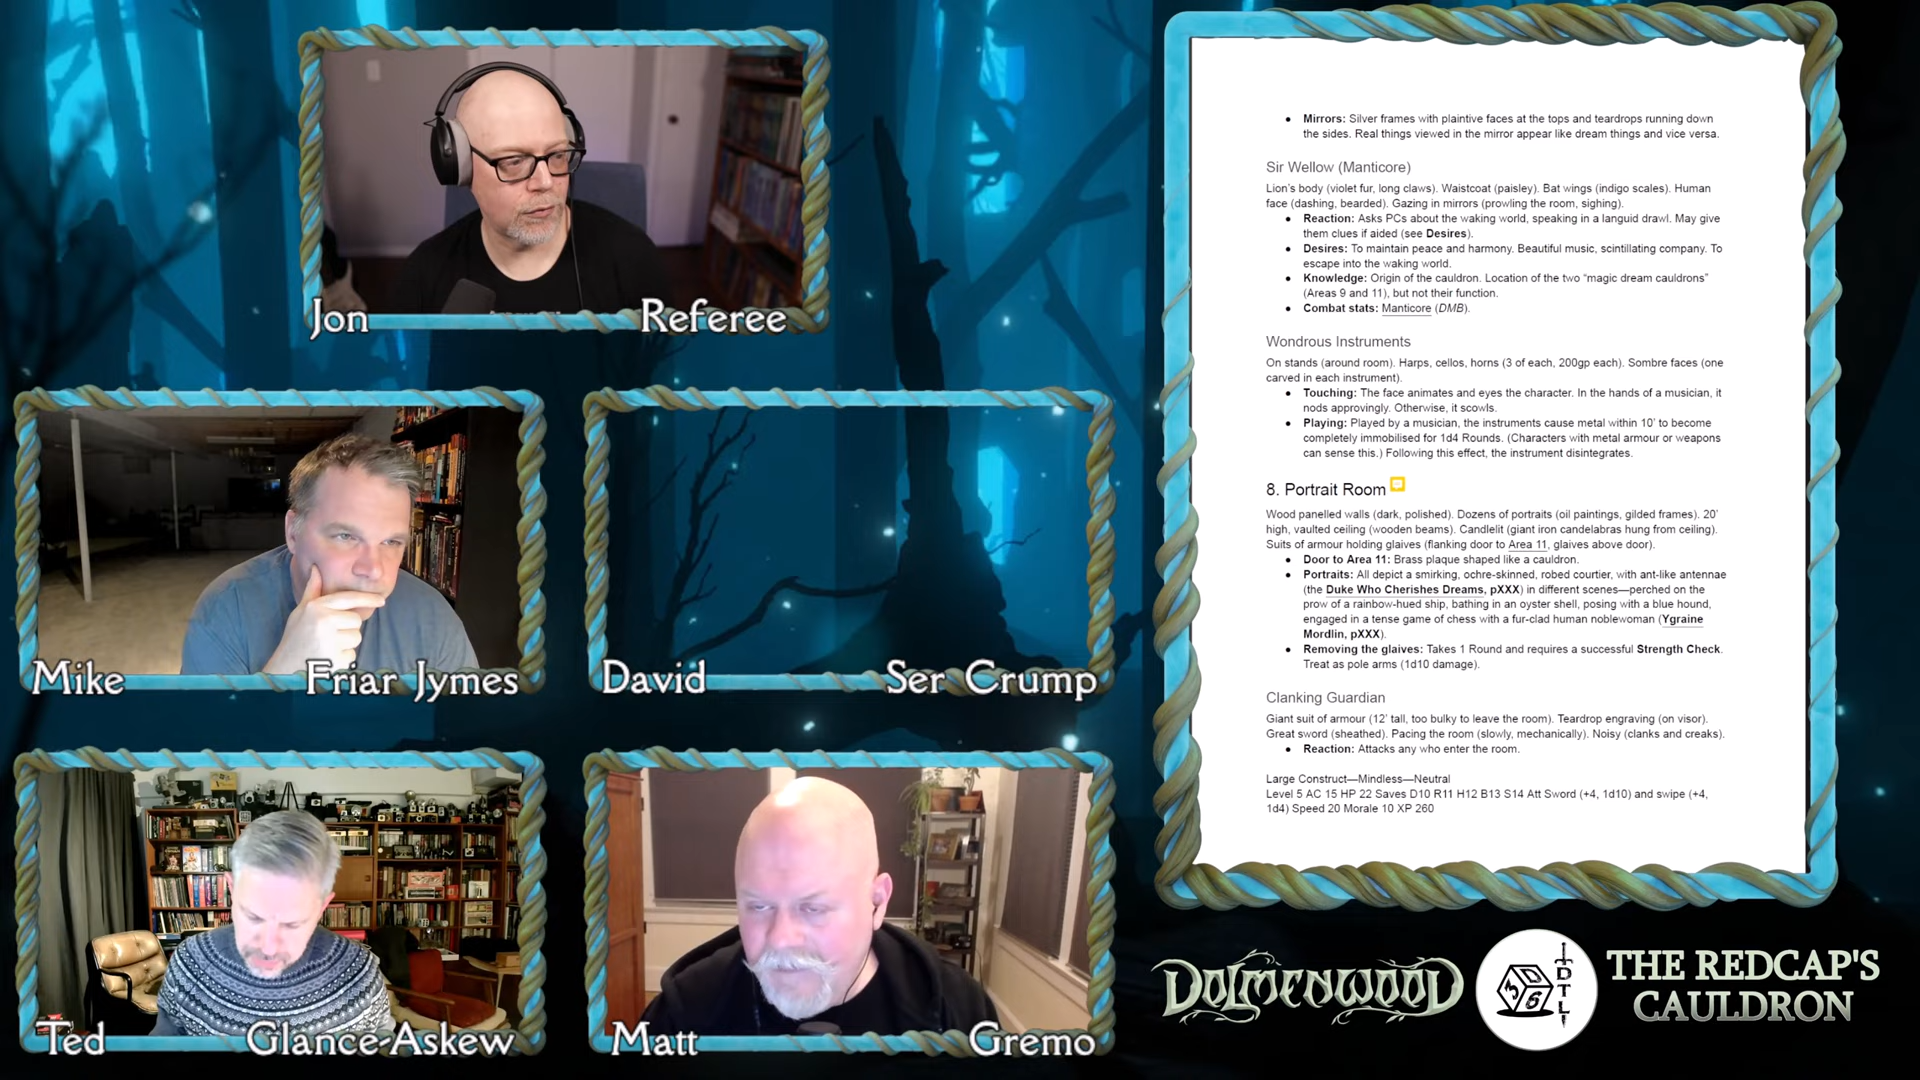 Jon Referee
Mike Friar Jymes
David Ser Crump
Ted Glance-Askew
Matt Gremo
• Mirrors: Silver frames with plaintive faces at the tops and teardrops running down
the sides. Real things viewed in the mirror appear like dream things and vice versa.
Sir Wellow (Manticore)
Lion's body (violet fur, long claws). Waistcoat (paisley). Bat wings (indigo scales). Human
face (dashing, bearded). Gazing in mirrors (prowling the room, sighing).
• Reaction: Asks PCs about the waking world, speaking in a languid drawl. May give
them clues if aided (see Desires).
• Desires: To maintain peace and harmony. Beautiful music, scintillating company. To
escape into the waking world.
• Knowledge: Origin of the cauldron. Location of the two “magic dream cauldrons”
(Areas 9 and 11), but not their function.
• Combat stats: Manticore (DMB).
Wondrous Instruments
On stands (around room). Harps, cellos, horns (3 of each, 200gp each). Sombre faces (one
carved in each instrument).
• Touching: The face animates and eyes the character. In the hands of a musician, it
nods approvingly. Otherwise, it scowls.
• Playing: Played by a musician, the instruments cause metal within 10’ to become
completely immobilised for 1d4 Rounds. (Characters with metal armour or weapons
can sense this.) Following this effect, the instrument disintegrates.
8. Portrait Room
Wood panelled walls (dark, polished). Dozens of portraits (oil paintings, gilded frames). 20’
high, vaulted ceiling (wooden beams). Candlelit (giant iron candelabras hung from ceiling).
Suits of armour holding glaives (flanking door to Area 11, glaives above door).
• Door to Area 11: Brass plaque shaped like a cauldron.
• Portraits: All depict a smirking, ochre-skinned, robed courtier, with ant-like antennae
(the Duke Who Cherishes Dreams, pXXX) in different scenes—perched on the
prow of a rainbow-hued ship, bathing in an oyster shell, posing with a blue hound,
engaged in a tense game of chess with a fur-clad human noblewoman (Ygraine
Mordlin, pXXX).
• Removing the glaives: Takes 1 Round and requires a successful Strength Check.
Treat as pole arms (1d10 damage).
Clanking Guardian
Giant suit of armour (12’ tall, too bulky to leave the room). Teardrop engraving (on visor).
Great sword (sheathed). Pacing the room (slowly, mechanically). Noisy (clanks and creaks).
• Reaction: Attacks any who enter the room.
Large Construct—Mindless—Neutral
Level 5 AC 15 HP 22 Saves D10 R11 H12 B13 S14 Att Sword (+4, 1d10) and swipe (+4,
1d4) Speed 20 Morale 10 XP 260
DOLMENWOOD
3D6
DTL
THE REDCAP'S
CAULDRON